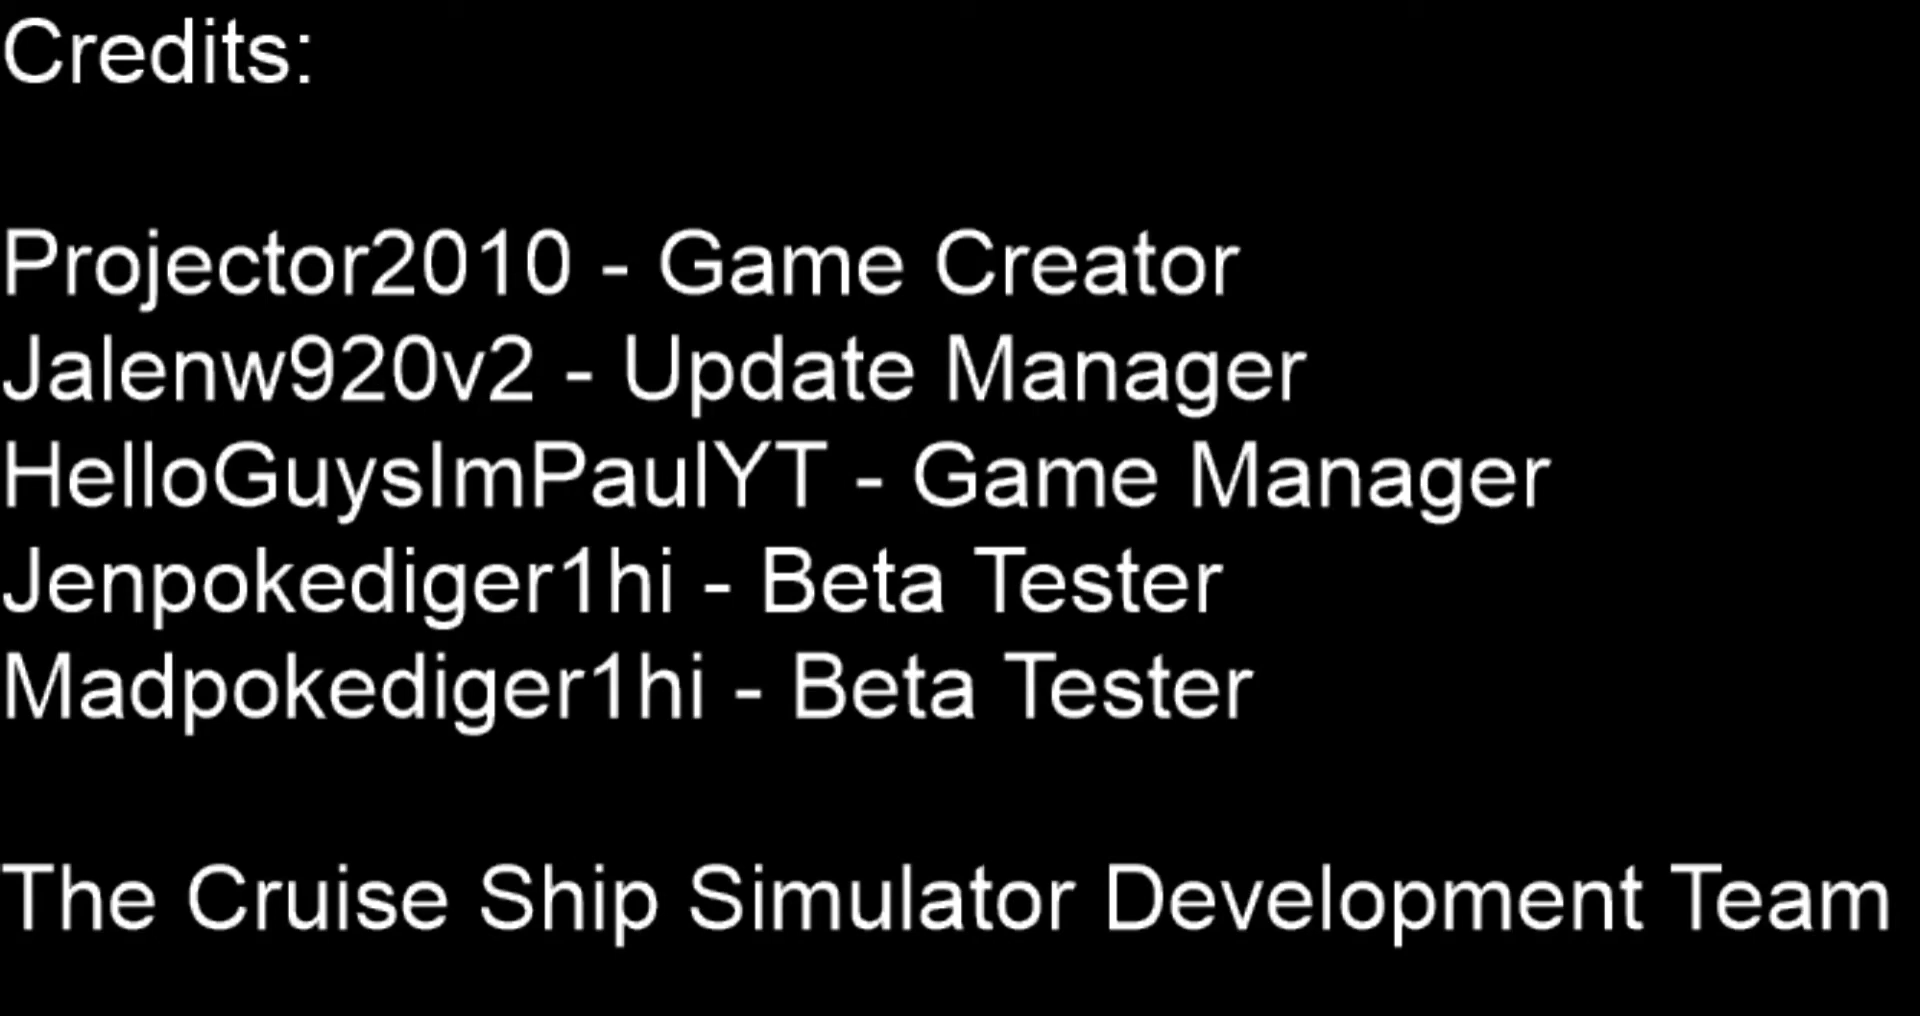 Credits:
Projector2010 - Game Creator
Jalenw920v2 - Update Manager
HelloGuysImPaulYT - Game Manager
Jenpokediger1hi - Beta Tester
Madpokediger1hi - Beta Tester
The Cruise Ship Simulator Development Team